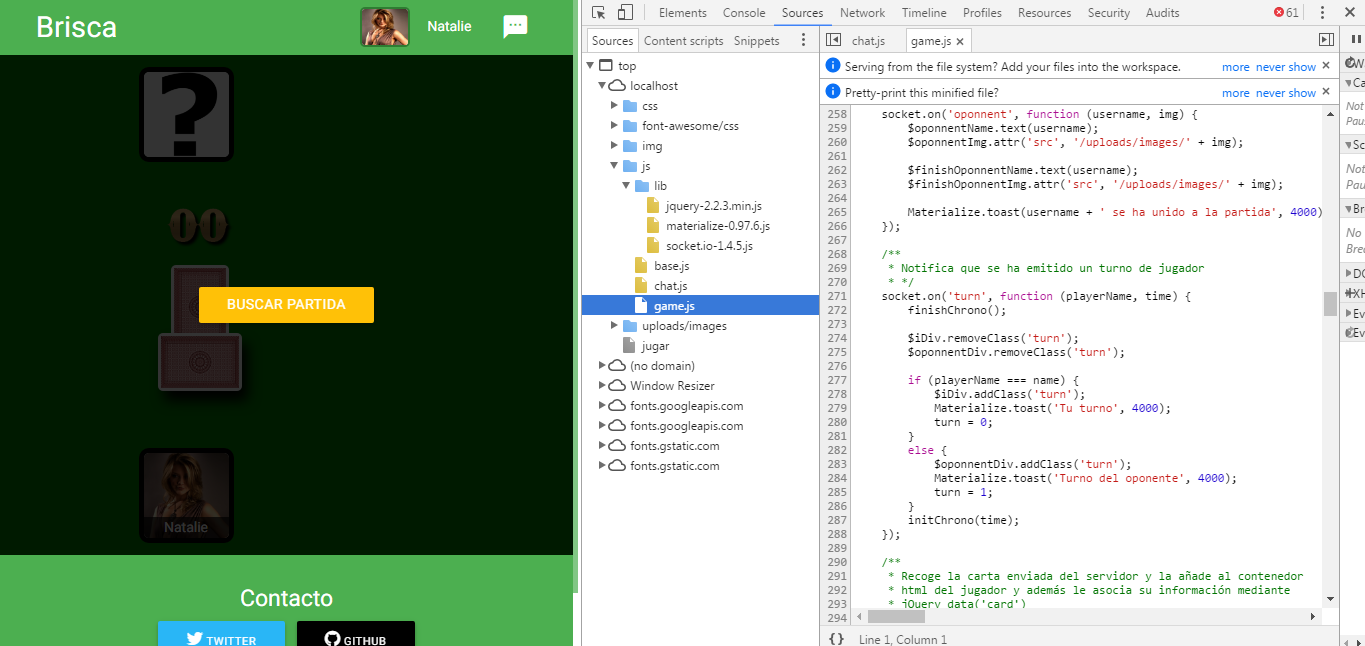 Brisca
Natalie
?
00
BUSCAR PARTIDA
Natalie
Contacto
TWITTER
GITHUB
Elements Console Sources Network Timeline Profiles Resources Security Audits 61
Sources Content scripts Snippets
top
localhost
css
font-awesome/css
img
js
lib
jquery-2.2.3.min.js
materialize-0.97.6.js
socket.io-1.4.5.js
base.js
chat.js
game.js
uploads/images
jugar
(no domain)
Window Resizer
fonts.googleapis.com
fonts.googleapis.com
fonts.gstatic.com
fonts.gstatic.com
chat.js game.js
Serving from the file system? Add your files into the workspace. more never show
Pretty-print this minified file? more never show
258 socket.on('oponnent', function (username, img) {
259 $oponnentName.text(username);
260 $oponnentImg.attr('src', '/uploads/images/' + img);
261
262 $finishOponnentName.text(username);
263 $finishOponnentImg.attr('src', '/uploads/images/' + img);
264
265 Materialize.toast(username + ' se ha unido a la partida', 4000)
266 });
267
268 /**
269 * Notifica que se ha emitido un turno de jugador
270 * */
271 socket.on('turn', function (playerName, time) {
272 finishChrono();
273
274 $iDiv.removeClass('turn');
275 $oponnentDiv.removeClass('turn');
276
277 if (playerName === name) {
278 $iDiv.addClass('turn');
279 Materialize.toast('Tu turno', 4000);
280 turn = 0;
281 }
282 else {
283 $oponnentDiv.addClass('turn');
284 Materialize.toast('Turno del oponente', 4000);
285 turn = 1;
286 }
287 initChrono(time);
288 });
289
290 /**
291 * Recoge la carta enviada del servidor y la añade al contenedor
292 * html del jugador y además le asocia su información mediante
293 * jQuery data('card')
294
{} Line 1, Column 1
W
Ca
Not
Pau
Sc
Not
Pau
Br
No
Brea
DO
XH
Ev
Ev